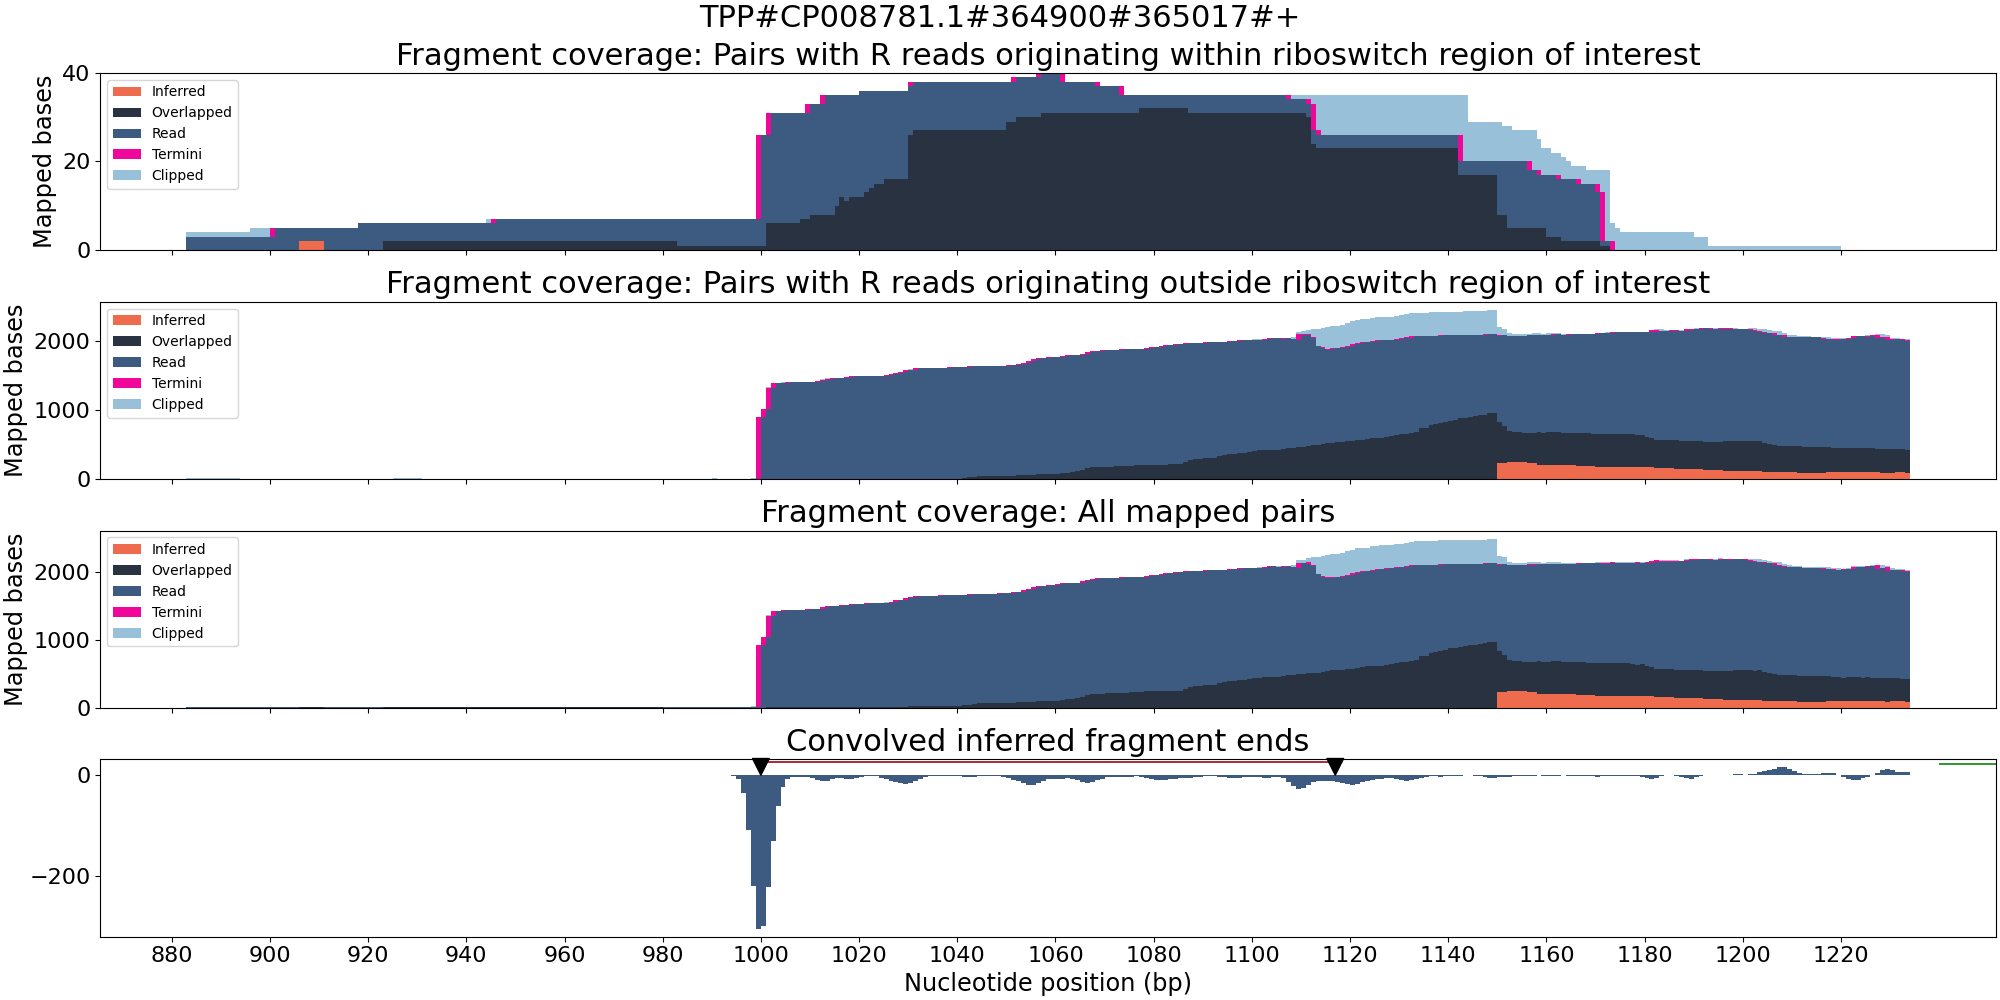 TPP#CP008781.1#364900#365017#+
Fragment coverage: Pairs with R reads originating within riboswitch region of interest
Mapped bases
40
20
0
Inferred
Overlapped
Read
Termini
Clipped
Fragment coverage: Pairs with R reads originating outside riboswitch region of interest
Mapped bases
2000
1000
0
Inferred
Overlapped
Read
Termini
Clipped
Fragment coverage: All mapped pairs
Mapped bases
2000
1000
0
Inferred
Overlapped
Read
Termini
Clipped
Convolved inferred fragment ends
0
−200
880 900 920 940 960 980 1000 1020 1040 1060 1080 1100 1120 1140 1160 1180 1200 1220
Nucleotide position (bp)